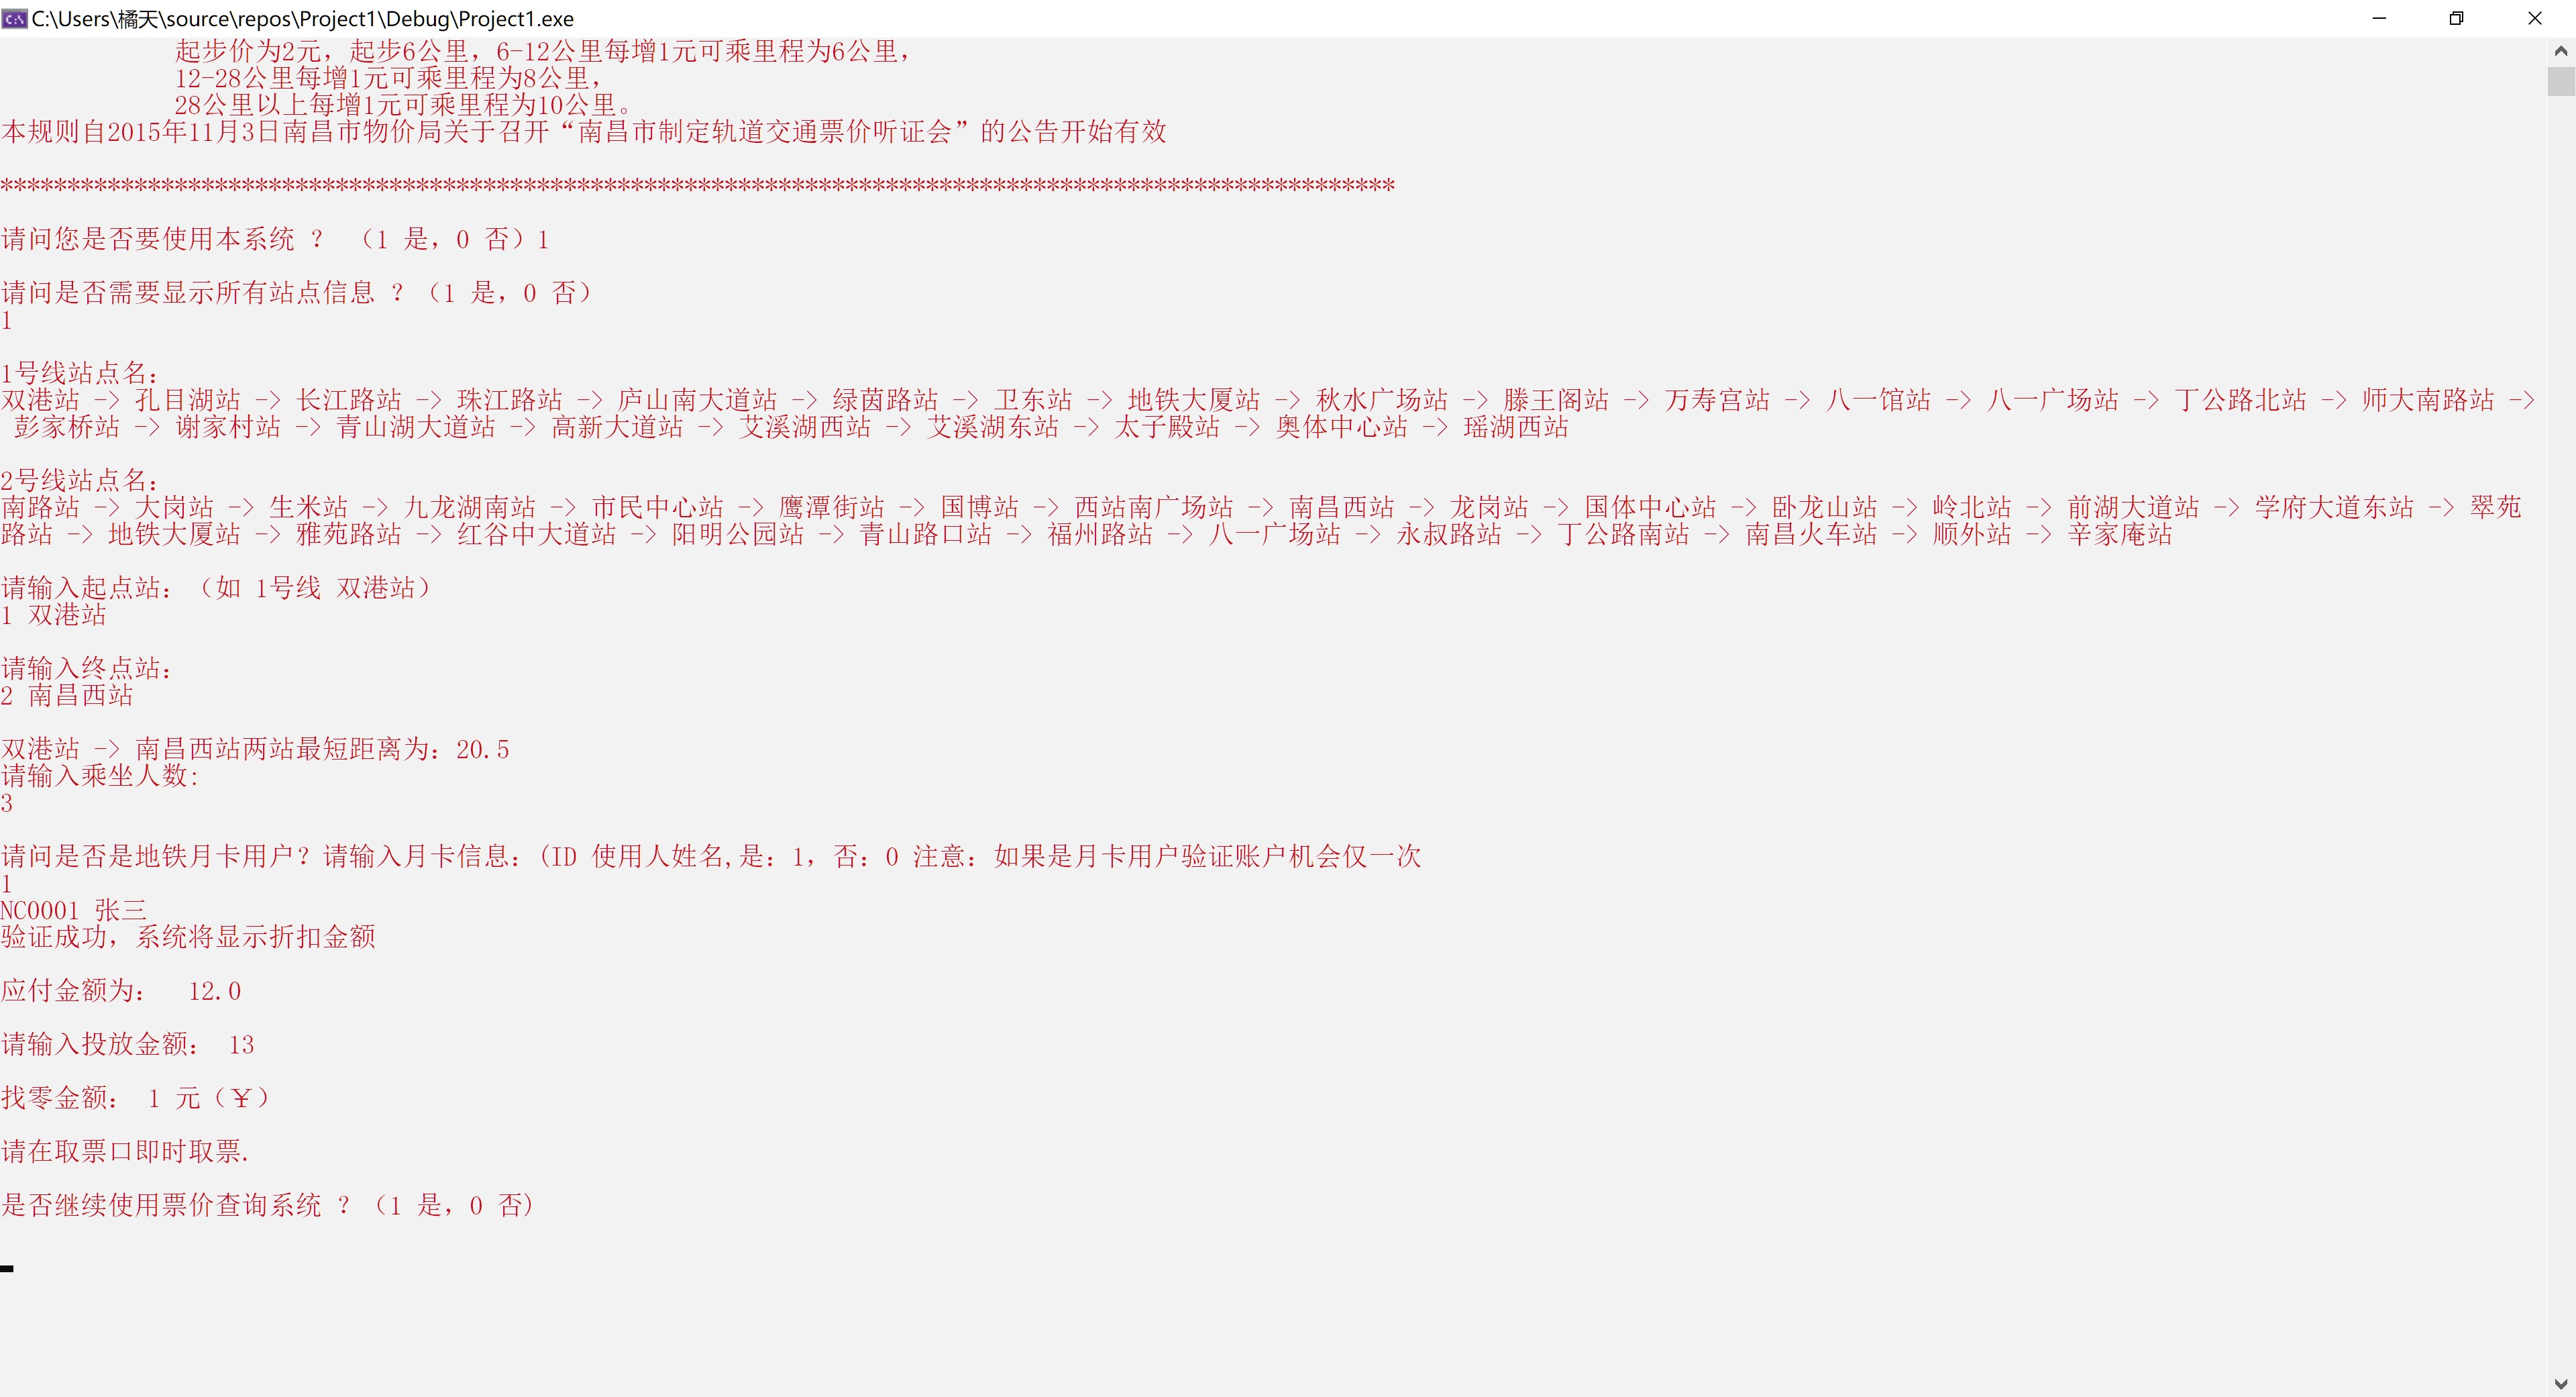 C:\Users\橘天\source\repos\Project1\Debug\Project1.exe
起步价为2元，起步6公里，6-12公里每增1元可乘里程为6公里，
12-28公里每增1元可乘里程为8公里，
28公里以上每增1元可乘里程为10公里。
本规则自2015年11月3日南昌市物价局关于召开“南昌市制定轨道交通票价听证会”的公告开始有效
********************************************************************************************************
请问您是否要使用本系统 ？ （1 是，0 否）1
请问是否需要显示所有站点信息 ？（1 是，0 否）
1
1号线站点名：
双港站 -> 孔目湖站 -> 长江路站 -> 珠江路站 -> 庐山南大道站 -> 绿茵路站 -> 卫东站 -> 地铁大厦站 -> 秋水广场站 -> 滕王阁站 -> 万寿宫站 -> 八一馆站 -> 八一广场站 -> 丁公路北站 -> 师大南路站 ->
彭家桥站 -> 谢家村站 -> 青山湖大道站 -> 高新大道站 -> 艾溪湖西站 -> 艾溪湖东站 -> 太子殿站 -> 奥体中心站 -> 瑶湖西站
2号线站点名：
南路站 -> 大岗站 -> 生米站 -> 九龙湖南站 -> 市民中心站 -> 鹰潭街站 -> 国博站 -> 西站南广场站 -> 南昌西站 -> 龙岗站 -> 国体中心站 -> 卧龙山站 -> 岭北站 -> 前湖大道站 -> 学府大道东站 -> 翠苑
路站 -> 地铁大厦站 -> 雅苑路站 -> 红谷中大道站 -> 阳明公园站 -> 青山路口站 -> 福州路站 -> 八一广场站 -> 永叔路站 -> 丁公路南站 -> 南昌火车站 -> 顺外站 -> 辛家庵站
请输入起点站：（如 1号线 双港站）
1 双港站
请输入终点站：
2 南昌西站
双港站 -> 南昌西站两站最短距离为：20.5
请输入乘坐人数:
3
请问是否是地铁月卡用户？请输入月卡信息：(ID 使用人姓名,是：1，否：0 注意：如果是月卡用户验证账户机会仅一次
1
NC0001 张三
验证成功，系统将显示折扣金额
应付金额为： 12.0
请输入投放金额： 13
找零金额： 1 元（￥）
请在取票口即时取票.
是否继续使用票价查询系统 ？（1 是，0 否)